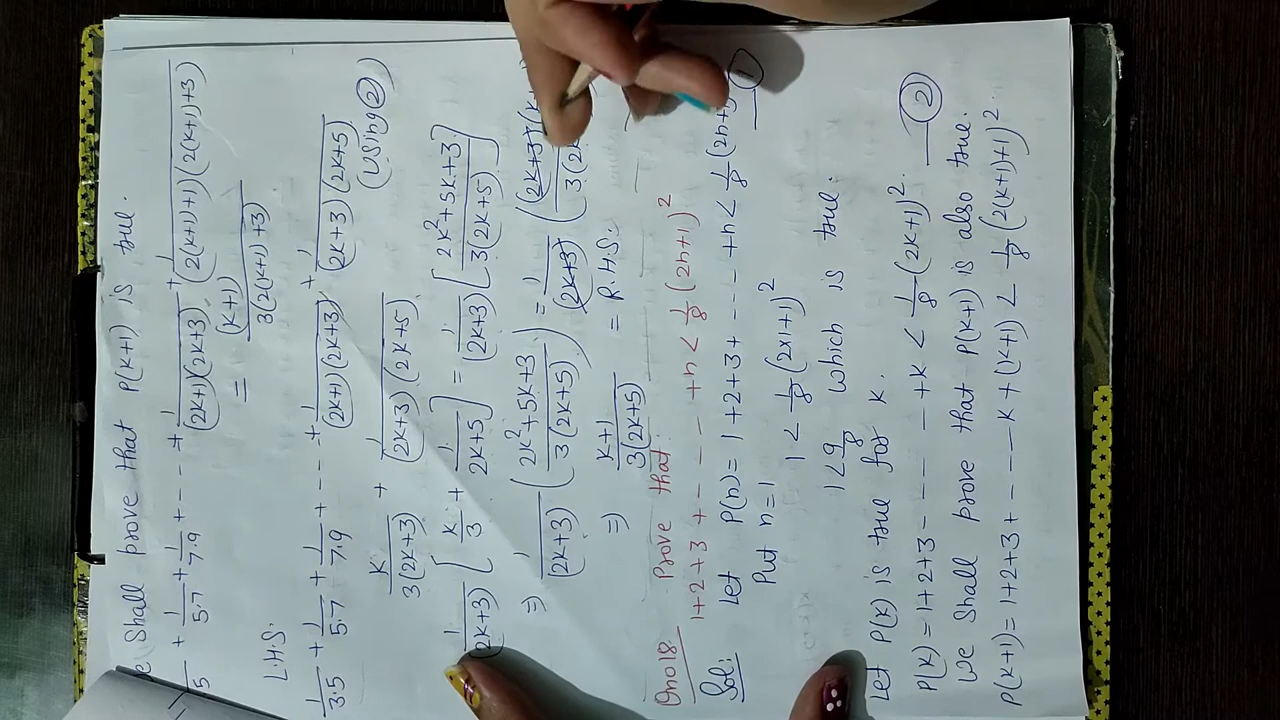 Shall prove that P(K+1) is true.
5 + 1/5.7 + 1/7.9 + --- + 1/(2K+1)(2K+3) + 1/(2(K+1)+1)(2(K+1)+3)
= (K+1)/3(2(K+1)+3)
L.H.S.
1/3.5 + 1/5.7 + 1/7.9 + --- + 1/(2K+1)(2K+3) + 1/(2K+3)(2K+5)
K/3(2K+3) + 1/(2K+3)(2K+5) (USing ②)
1/(2K+3) [K/3 + 1/2K+5] = 1/(2K+3) [2K²+5K+3/3(2K+5)]
⇒ 1/(2K+3) (2K²+5K+3/3(2K+5)) = 1/(2K+3) ((2K+3)
⇒ K+1/3(2K+5) = R.H.S.
Qno18 Prove that:
1+2+3+ - - - +n < 1/8 (2n+1)²
Sol: Let P(n) = 1+2+3+ ---- +n < 1/8 (2n+ ①
Put n=1
1 < 1/8 (2x1+1)²
1 < 9/8 which is true.
Let P(K) is true for K.
P(K) = 1+2+3- --- +K < 1/8 (2K+1)². — ②
We Shall prove that P(K+1) is also true.
P(K+1) = 1+2+3+ - --- K + (K+1) < 1/8 (2(K+1)+1)².